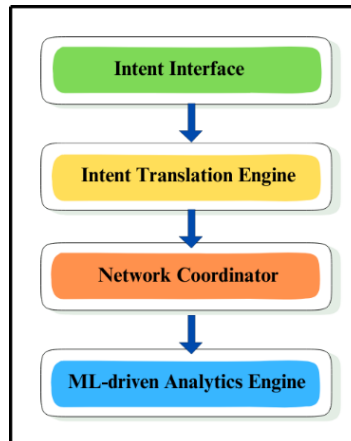 Intent Interface
Intent Translation Engine
Network Coordinator
ML-driven Analytics Engine